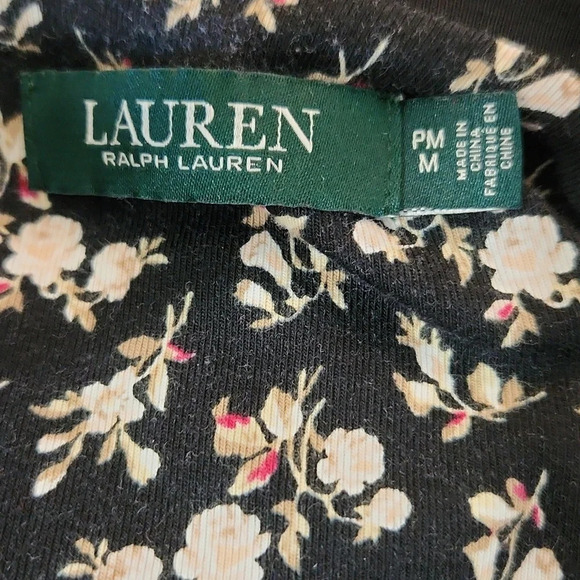 LAUREN
RALPH LAUREN
PM
M
MADE IN
CHINA
FABRIQUÉ EN
CHINE